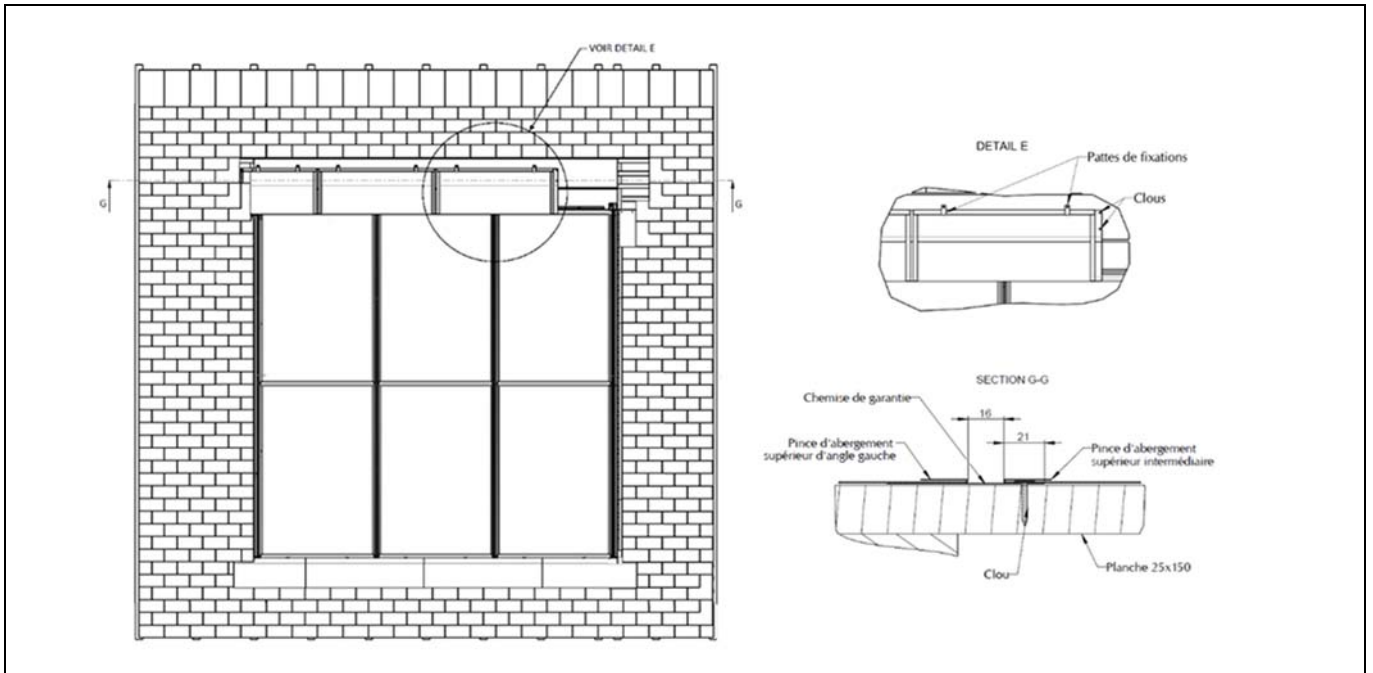 VOIR DETAIL E
G
G
DETAIL E
Pattes de fixations
Clous
SECTION G-G
Chemise de garantie
16
21
Pince d'abergement
supérieur d'angle gauche
Pince d'abergement
supérieur intermédiaire
Clou
Planche 25x150